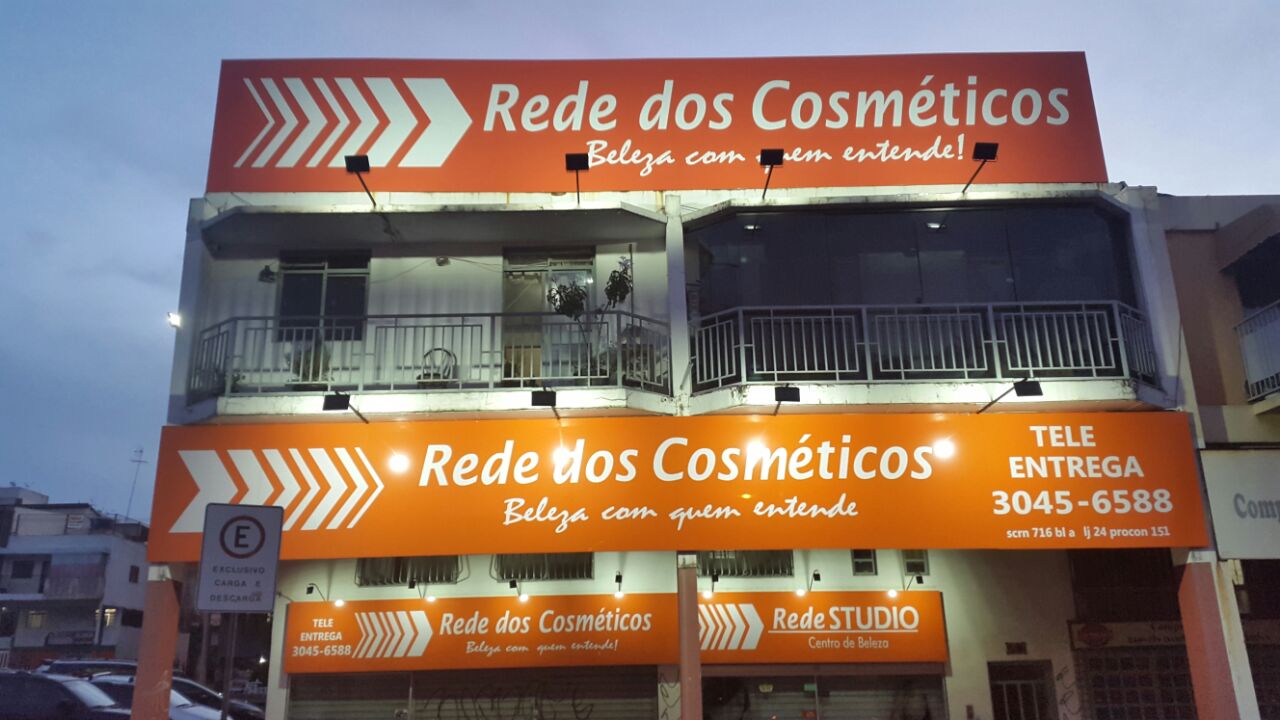 Rede dos Cosméticos
Beleza com quem entende!
Rede dos Cosméticos
Beleza com quem entende
TELE
ENTREGA
3045-6588
scrn 716 bl a lj 24 procon 151
E
EXCLUSIVO
CARGA E
DESCARGA
TELE
ENTREGA
3045-6588
Rede dos Cosméticos
Beleza com quem entende!
Rede STUDIO
Centro de Beleza